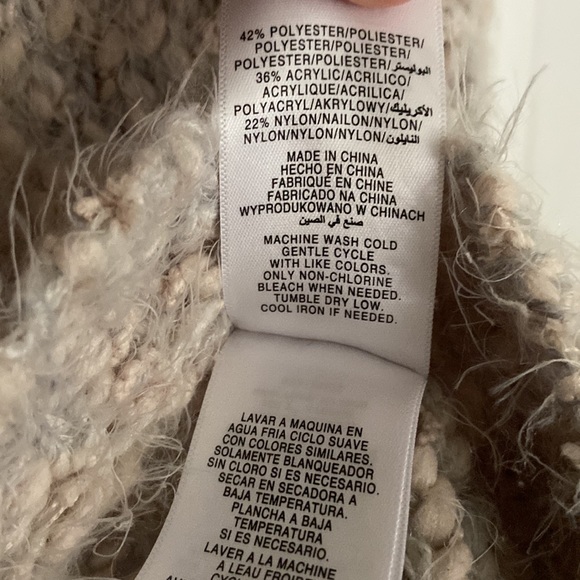 42% POLYESTER/POLIESTER/
POLYESTER/POLIESTER/
POLYESTER/POLIESTER/البوليستر
36% ACRYLIC/ACRILICO/
ACRYLIQUE/ACRILICA/
POLYACRYL/AKRYLOWY/الأكريليك
22% NYLON/NAILON/NYLON/
NYLON/NYLON/NYLON/النايلون
MADE IN CHINA
HECHO EN CHINA
FABRIQUÉ EN CHINE
FABRICADO NA CHINA
WYPRODUKOWANO W CHINACH
صنع في الصين
MACHINE WASH COLD
GENTLE CYCLE
WITH LIKE COLORS.
ONLY NON-CHLORINE
BLEACH WHEN NEEDED.
TUMBLE DRY LOW.
COOL IRON IF NEEDED.
LAVAR A MAQUINA EN
AGUA FRIA CICLO SUAVE
CON COLORES SIMILARES.
SOLAMENTE BLANQUEADOR
SIN CLORO SI ES NECESARIO.
SECAR EN SECADORA A
BAJA TEMPERATURA.
PLANCHA A BAJA
TEMPERATURA
SI ES NECESARIO.
LAVER A LA MACHINE
A L'EAU FROIDE